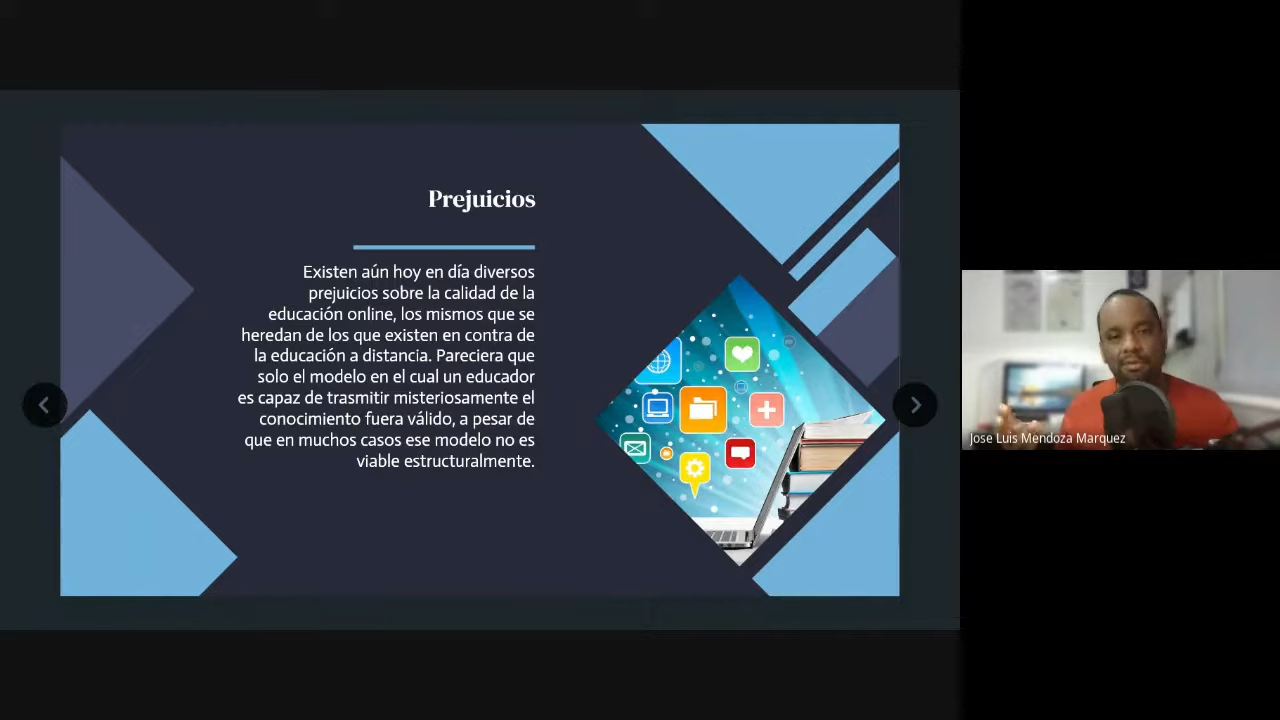 Prejuicios
Existen aún hoy en día diversos
prejuicios sobre la calidad de la
educación online, los mismos que se
heredan de los que existen en contra de
la educación a distancia. Pareciera que
solo el modelo en el cual un educador
es capaz de trasmitir misteriosamente el
conocimiento fuera válido, a pesar de
que en muchos casos ese modelo no es
viable estructuralmente.
Jose Luis Mendoza Marquez